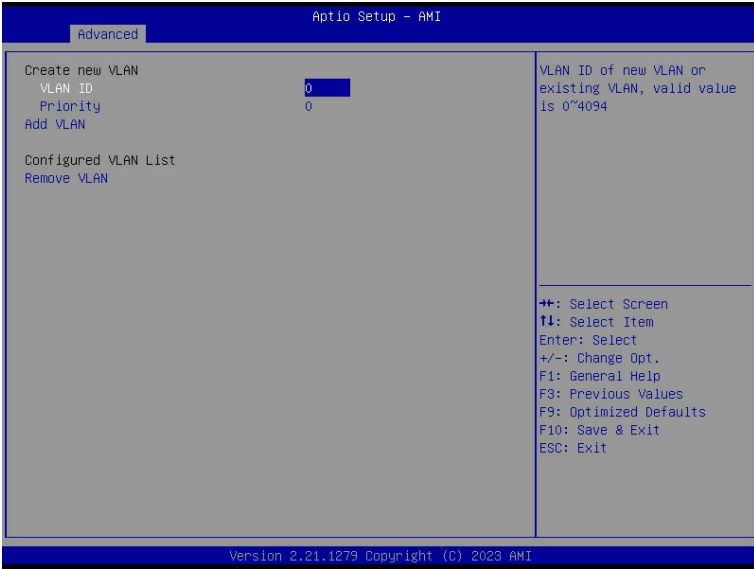 Aptio Setup – AMI
Advanced
Create new VLAN
VLAN ID 0
Priority 0
Add VLAN
Configured VLAN List
Remove VLAN
VLAN ID of new VLAN or
existing VLAN, valid value
is 0~4094
→←: Select Screen
↑↓: Select Item
Enter: Select
+/-: Change Opt.
F1: General Help
F3: Previous Values
F9: Optimized Defaults
F10: Save & Exit
ESC: Exit
Version 2.21.1279 Copyright (C) 2023 AMI